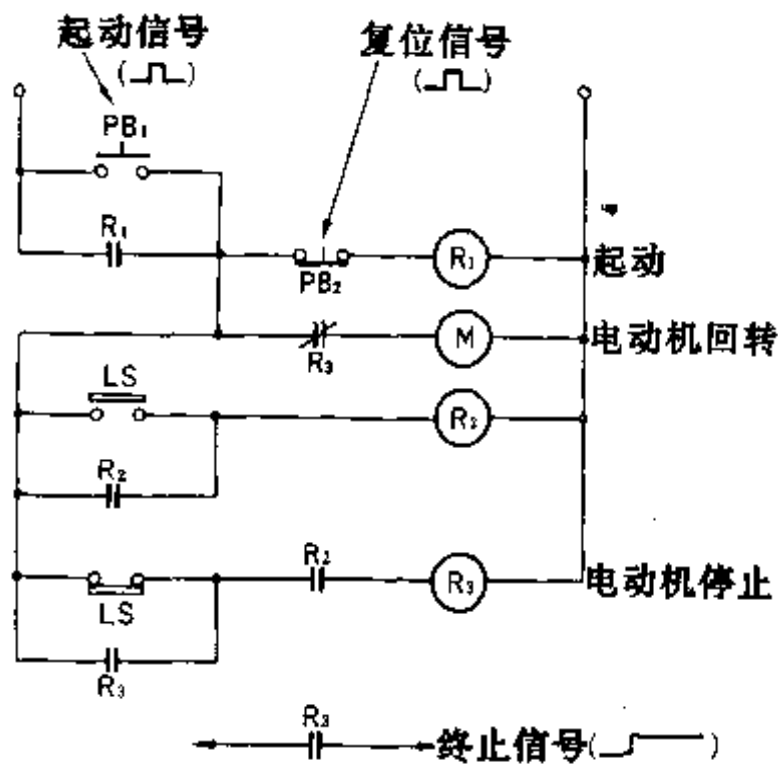 起动信号
复位信号
( )
( )
PB₁
R₁
PB₂
R₁
起动
R₃
M
电动机回转
LS
R₂
R₂
LS
R₂
R₃
电动机停止
R₃
R₃
终止信号( )